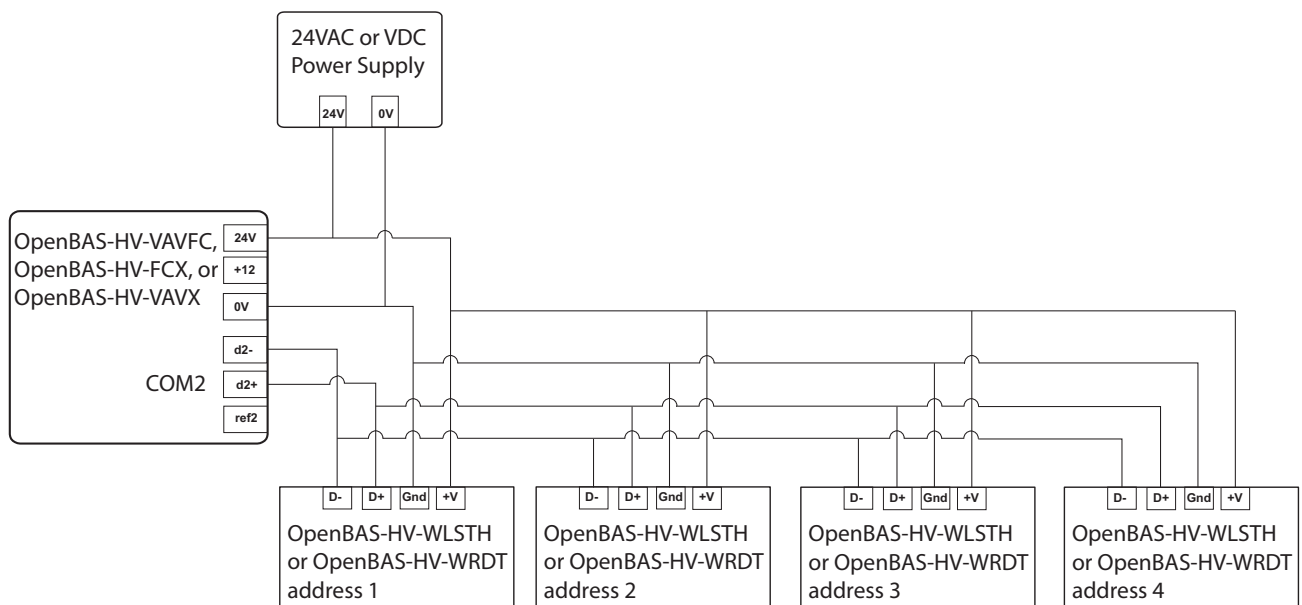 24VAC or VDC
Power Supply
24V 0V
OpenBAS-HV-VAVFC,
OpenBAS-HV-FCX, or
OpenBAS-HV-VAVX
24V
+12
0V
d2-
COM2 d2+
ref2
D- D+ Gnd +V
OpenBAS-HV-WLSTH
or OpenBAS-HV-WRDT
address 1
D- D+ Gnd +V
OpenBAS-HV-WLSTH
or OpenBAS-HV-WRDT
address 2
D- D+ Gnd +V
OpenBAS-HV-WLSTH
or OpenBAS-HV-WRDT
address 3
D- D+ Gnd +V
OpenBAS-HV-WLSTH
or OpenBAS-HV-WRDT
address 4